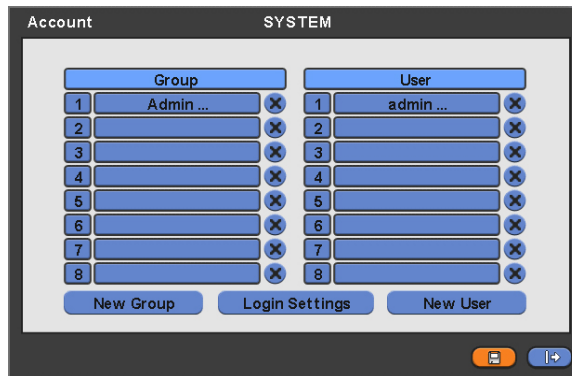 Account SYSTEM
Group User
1 Admin ... 1 admin ...
2 2
3 3
4 4
5 5
6 6
7 7
8 8
New Group Login Settings New User